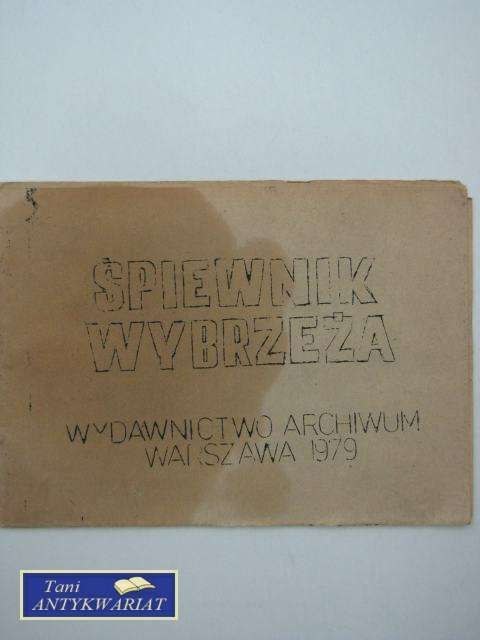 ŚPIEWNIK
WYBRZEŻA
WYDAWNICTWO ARCHIWUM
WARSZAWA 1979
Tani
ANTYKWARIAT